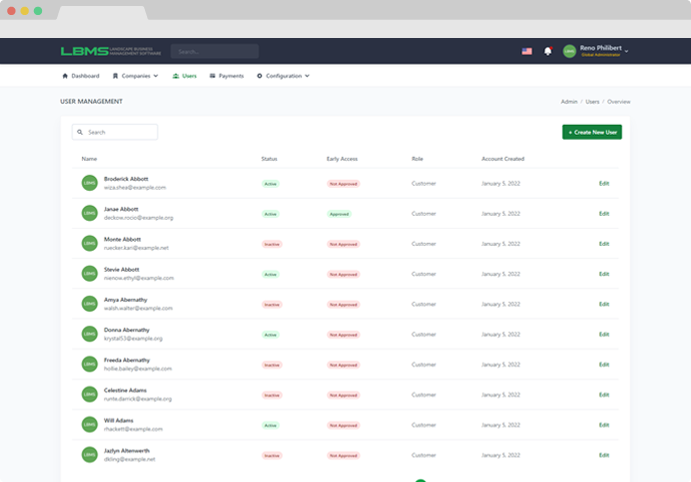 LBMS LANDSCAPE BUSINESS
MANAGEMENT SOFTWARE
Search...
LBMS
Reno Philibert
Global Administrator
Dashboard Companies Users Payments Configuration
USER MANAGEMENT
Admin / Users / Overview
Search
+ Create New User
Name Status Early Access Role Account Created
LBMS Broderick Abbott
wiza.shea@example.com Active Not Approved Customer January 5, 2022 Edit
LBMS Janae Abbott
deckow.rocio@example.org Active Approved Customer January 5, 2022 Edit
LBMS Monte Abbott
ruecker.kari@example.net Inactive Not Approved Customer January 5, 2022 Edit
LBMS Stevie Abbott
Active Not Approved Customer January 5, 2022 Edit
LBMS Amya Abernathy
walsh.walter@example.com Inactive Not Approved Customer January 5, 2022 Edit
LBMS Donna Abernathy
krystal53@example.org Active Not Approved Customer January 5, 2022 Edit
LBMS Freeda Abernathy
hollie.bailey@example.com Inactive Not Approved Customer January 5, 2022 Edit
LBMS Celestine Adams
runte.darrick@example.org Inactive Not Approved Customer January 5, 2022 Edit
LBMS Will Adams
rhackett@example.com Active Not Approved Customer January 5, 2022 Edit
LBMS Jazlyn Altenwerth
dkling@example.net Inactive Not Approved Customer January 5, 2022 Edit